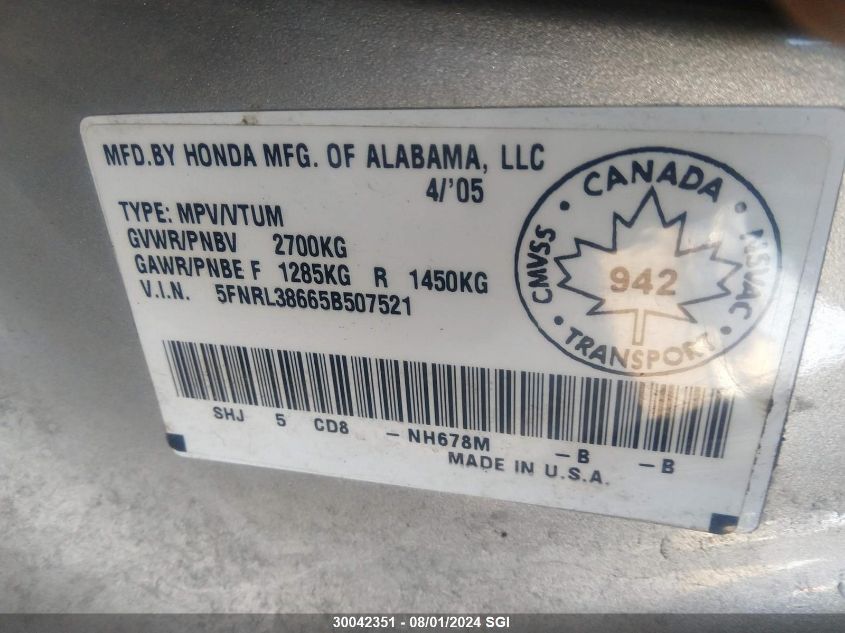 MFD.BY HONDA MFG. OF ALABAMA, LLC
4/'05
TYPE: MPV/VTUM
GVWR/PNBV 2700KG
GAWR/PNBE F 1285KG R 1450KG
V.I.N. 5FNRL38665B507521
CANADA
CMVSS
NSVAC
942
TRANSPORT
SHJ 5 CD8 -NH678M -B -B
MADE IN U.S.A.
30042351 - 08/01/2024 SGI